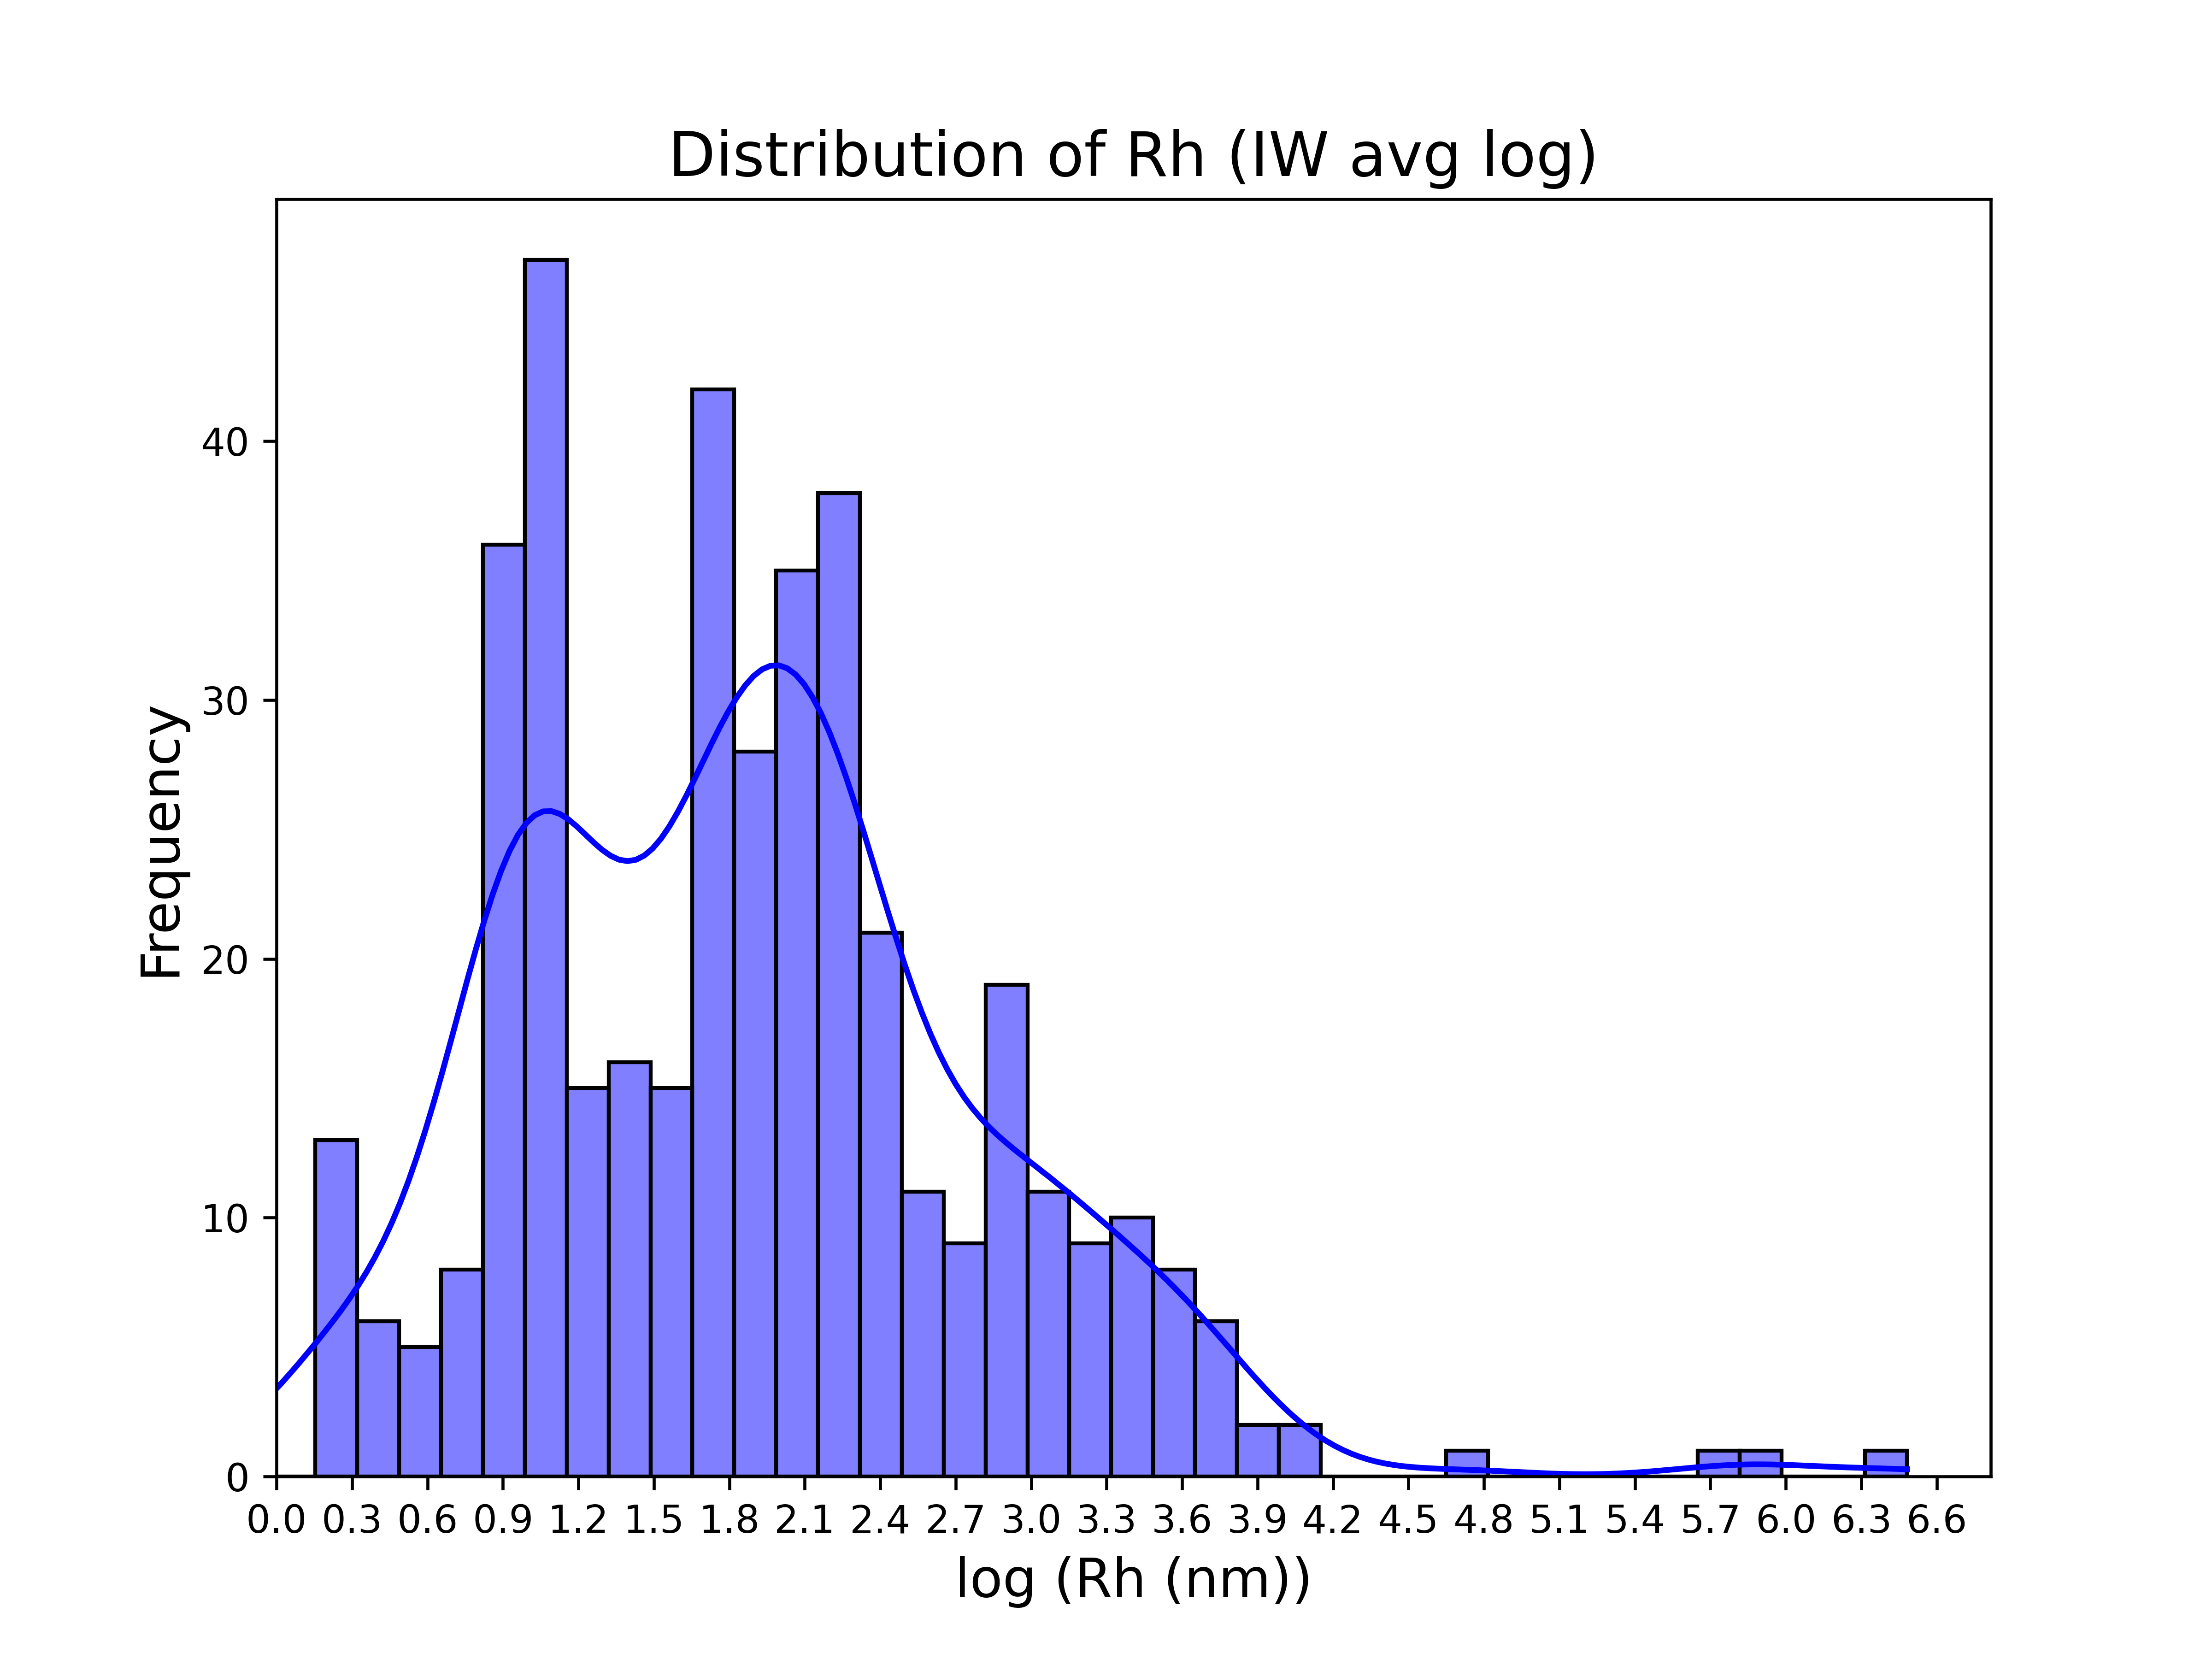 Distribution of Rh (IW avg log)
Frequency
40
30
20
10
0
0.0 0.3 0.6 0.9 1.2 1.5 1.8 2.1 2.4 2.7 3.0 3.3 3.6 3.9 4.2 4.5 4.8 5.1 5.4 5.7 6.0 6.3 6.6
log (Rh (nm))